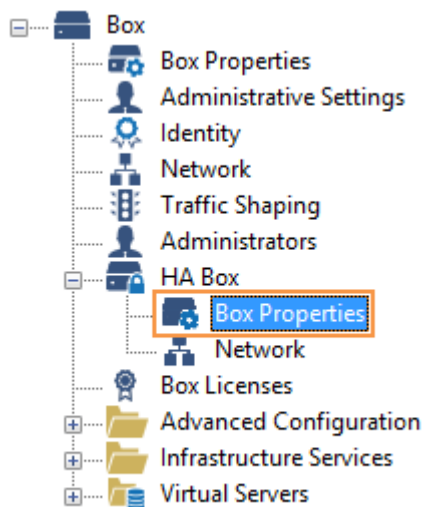 Box
Box Properties
Administrative Settings
Identity
Network
Traffic Shaping
Administrators
HA Box
Box Properties
Network
Box Licenses
Advanced Configuration
Infrastructure Services
Virtual Servers